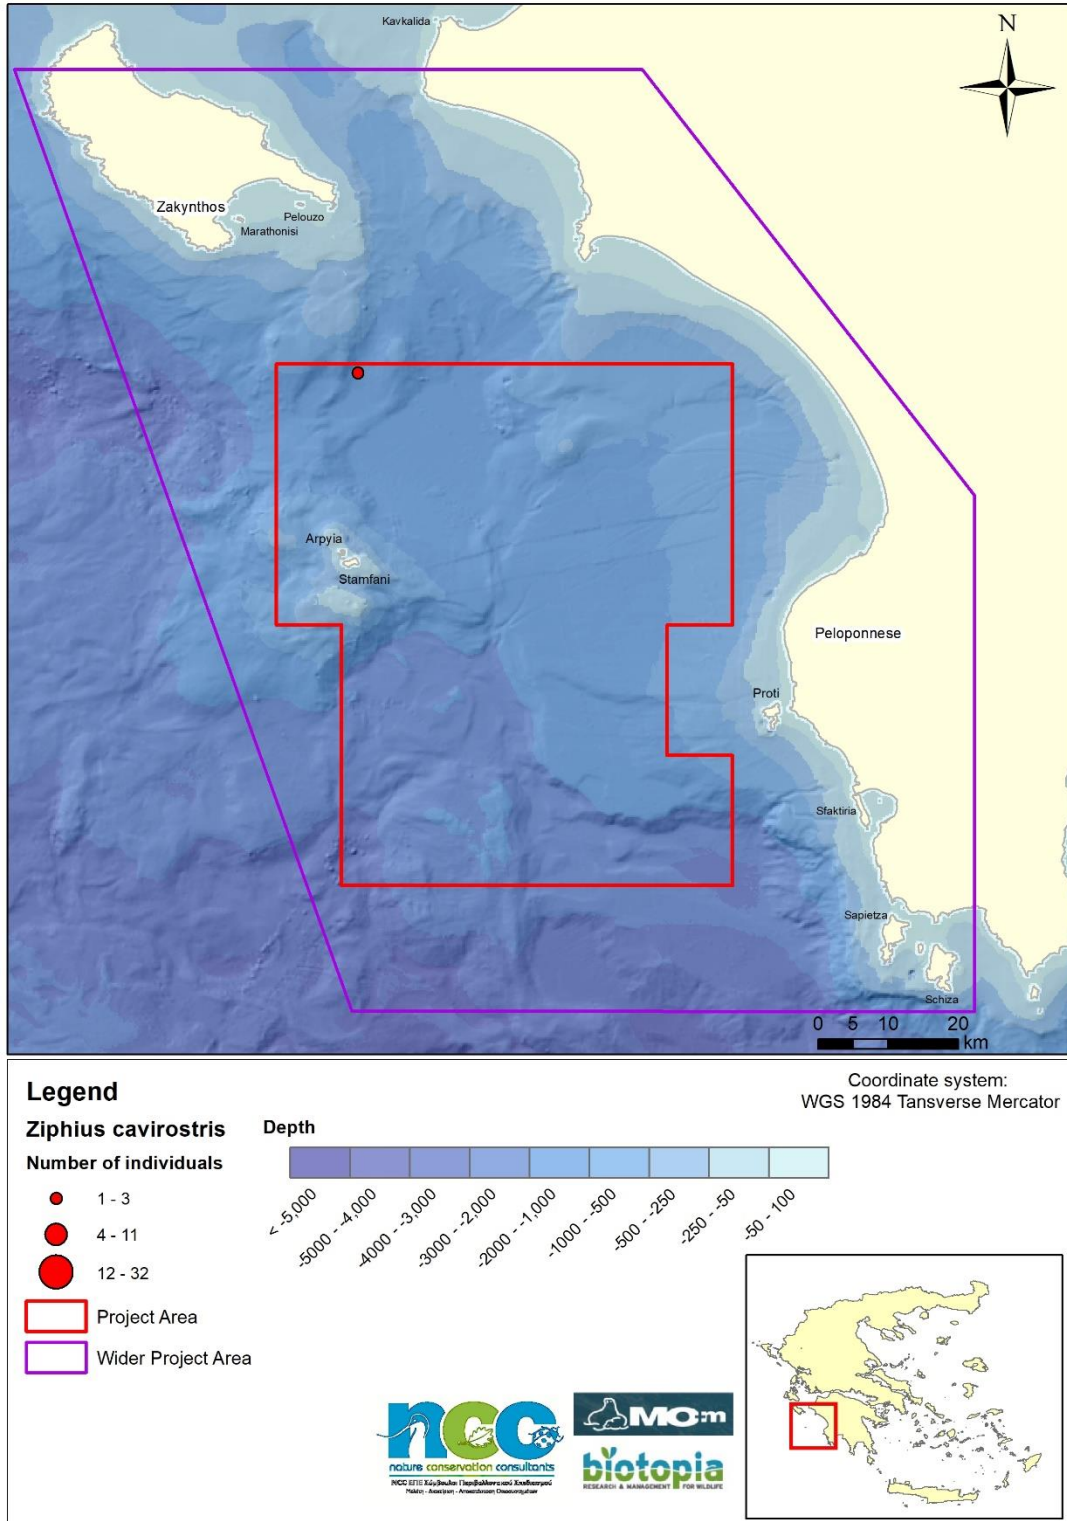 Kavkalida
N
Zakynthos
Pelouzo
Marathonisi
Arpyia
Stamfani
Peloponnese
Proti
Sfaktiria
Sapietza
Schiza
0 5 10 20
km
Legend
Coordinate system:
WGS 1984 Tansverse Mercator
Ziphius cavirostris
Number of individuals
1 - 3
4 - 11
12 - 32
Project Area
Wider Project Area
Depth
< -5,000
-5000 - -4,000
-4000 - -3,000
-3000 - -2,000
-2000 - -1,000
-1000 - -500
-500 - -250
-250 - -50
-50 - 100
ncc
nature conservation consultants
MO:m
biotopia
RESEARCH & MANAGEMENT FOR WILDLIFE